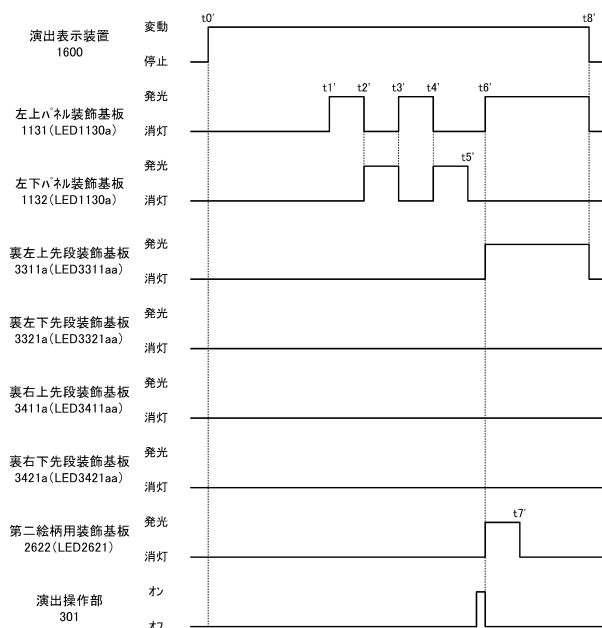 演出表示装置
1600
変動
停止
t0'
t8'
左上パネル装飾基板
1131(LED1130a)
発光
消灯
t1'
t2'
t3'
t4'
t6'
左下パネル装飾基板
1132(LED1130a)
発光
消灯
t5'
裏左上先段装飾基板
3311a(LED3311aa)
発光
消灯
裏左下先段装飾基板
3321a(LED3321aa)
発光
消灯
裏右上先段装飾基板
3411a(LED3411aa)
発光
消灯
裏右下先段装飾基板
3421a(LED3421aa)
発光
消灯
第二絵柄用装飾基板
2622(LED2621)
発光
消灯
t7'
演出操作部
301
オン
オフ